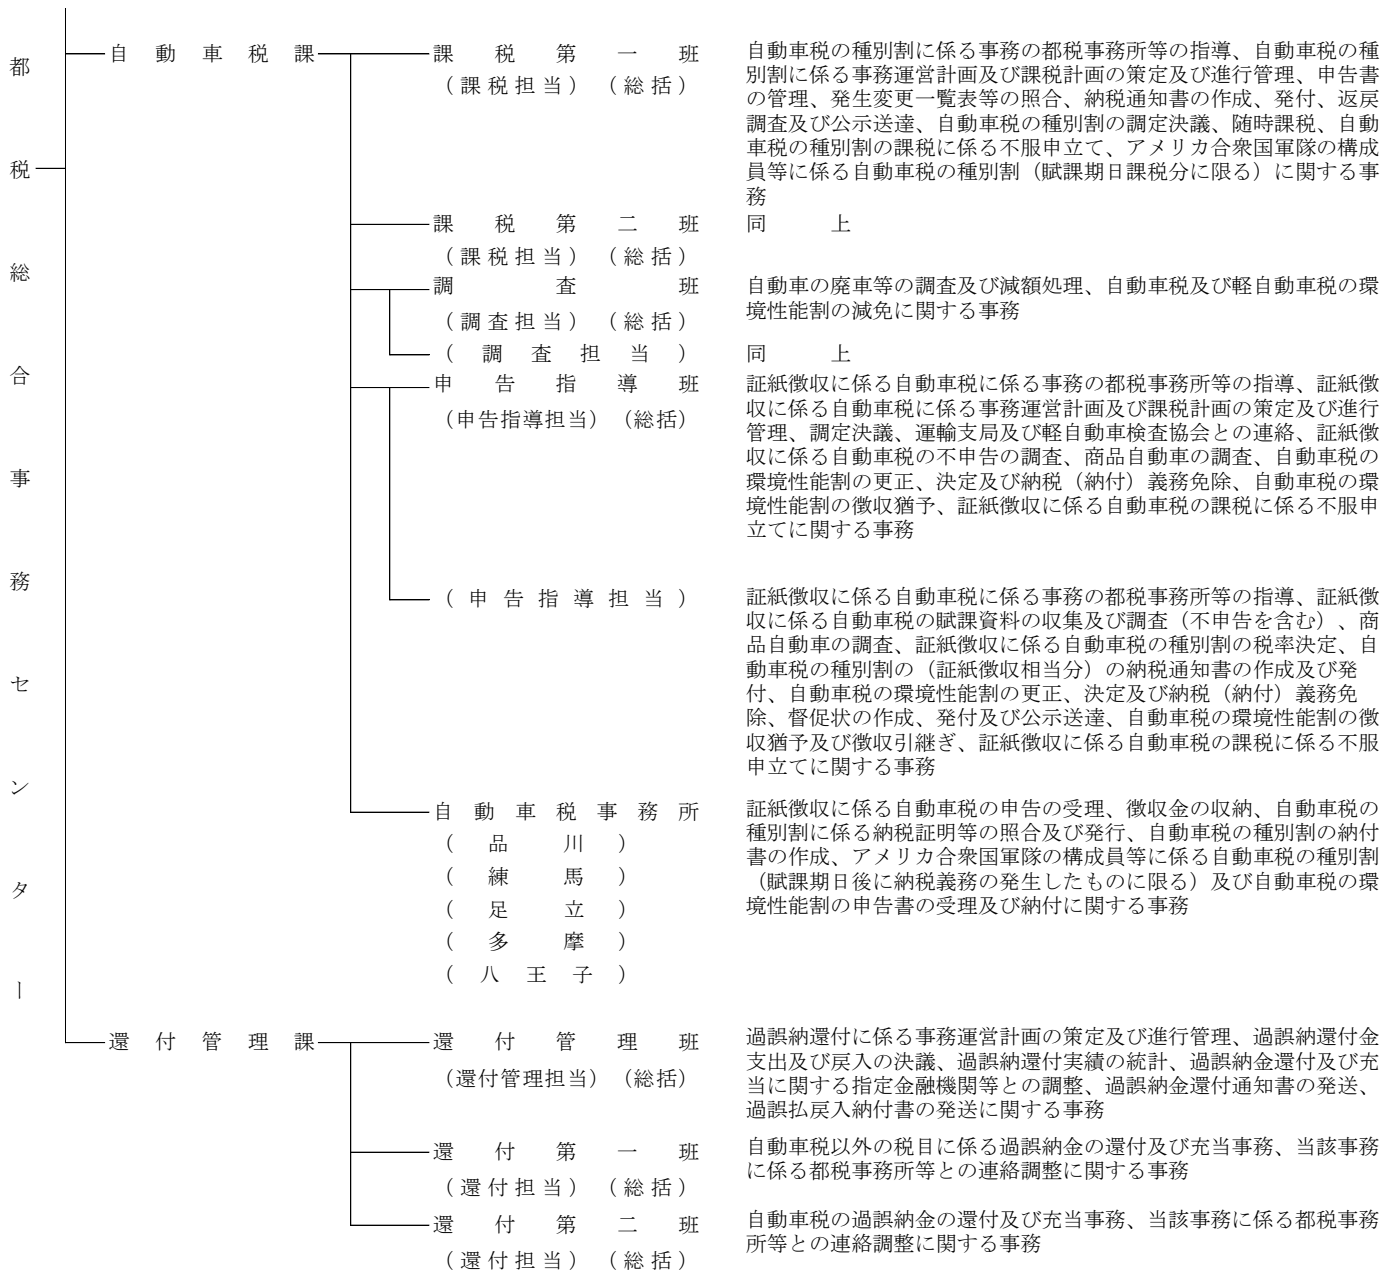 都税総合事務センター
自動車税課
課税第一班
(課税担当)(総括)
自動車税の種別割に係る事務の都税事務所等の指導、自動車税の種
別割に係る事務運営計画及び課税計画の策定及び進行管理、申告書
の管理、発生変更一覧表等の照合、納税通知書の作成、発付、返戻
調査及び公示送達、自動車税の種別割の調定決議、随時課税、自動
車税の種別割の課税に係る不服申立て、アメリカ合衆国軍隊の構成
員等に係る自動車税の種別割（賦課期日課税分に限る）に関する事
務
課税第二班
同上
(課税担当)(総括)
調査班
(調査担当)(総括)
自動車の廃車等の調査及び減額処理、自動車税及び軽自動車税の環
境性能割の減免に関する事務
(調査担当)
同上
申告指導班
(申告指導担当)(総括)
証紙徴収に係る自動車税に係る事務の都税事務所等の指導、証紙徴
収に係る自動車税に係る事務運営計画及び課税計画の策定及び進行
管理、調定決議、運輸支局及び軽自動車検査協会との連絡、証紙徴
収に係る自動車税の不申告の調査、商品自動車の調査、自動車税の
環境性能割の更正、決定及び納税（納付）義務免除、自動車税の環
境性能割の徴収猶予、証紙徴収に係る自動車税の課税に係る不服申
立てに関する事務
(申告指導担当)
証紙徴収に係る自動車税に係る事務の都税事務所等の指導、証紙徴
収に係る自動車税の賦課資料の収集及び調査（不申告を含む）、商
品自動車の調査、証紙徴収に係る自動車税の種別割の税率決定、自
動車税の種別割の（証紙徴収相当分）の納税通知書の作成及び発
付、自動車税の環境性能割の更正、決定及び納税（納付）義務免
除、督促状の作成、発付及び公示送達、自動車税の環境性能割の徴
収猶予及び徴収引継ぎ、証紙徴収に係る自動車税の課税に係る不服
申立てに関する事務
自動車税事務所
(品川)
(練馬)
(足立)
(多摩)
(八王子)
証紙徴収に係る自動車税の申告の受理、徴収金の収納、自動車税の
種別割に係る納税証明等の照合及び発行、自動車税の種別割の納付
書の作成、アメリカ合衆国軍隊の構成員等に係る自動車税の種別割
（賦課期日後に納税義務の発生したものに限る）及び自動車税の環
境性能割の申告書の受理及び納付に関する事務
還付管理課
還付管理班
(還付管理担当)(総括)
過誤納還付に係る事務運営計画の策定及び進行管理、過誤納還付金
支出及び戻入の決議、過誤納還付実績の統計、過誤納金還付及び充
当に関する指定金融機関等との調整、過誤納金還付通知書の発送、
過誤払戻入納付書の発送に関する事務
還付第一班
(還付担当)(総括)
自動車税以外の税目に係る過誤納金の還付及び充当事務、当該事務
に係る都税事務所等との連絡調整に関する事務
還付第二班
(還付担当)(総括)
自動車税の過誤納金の還付及び充当事務、当該事務に係る都税事務
所等との連絡調整に関する事務